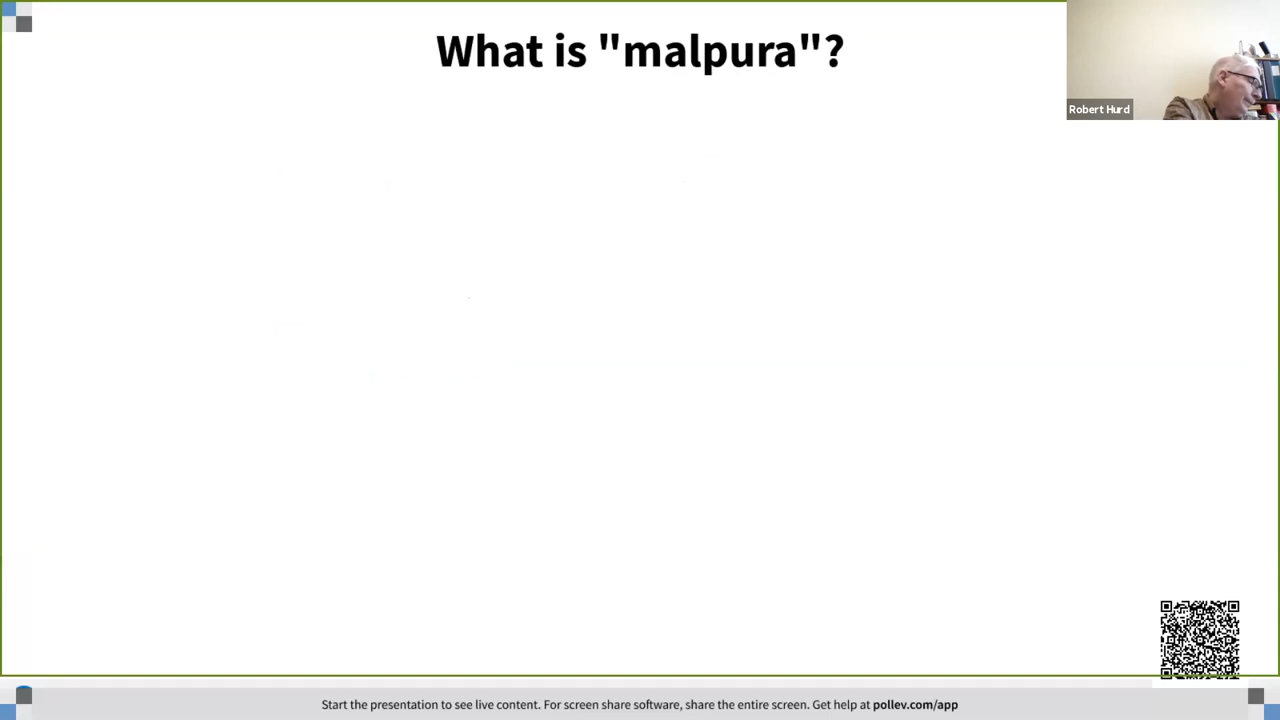 What is "malpura"?
Robert Hurd
Start the presentation to see live content. For screen share software, share the entire screen. Get help at pollev.com/app